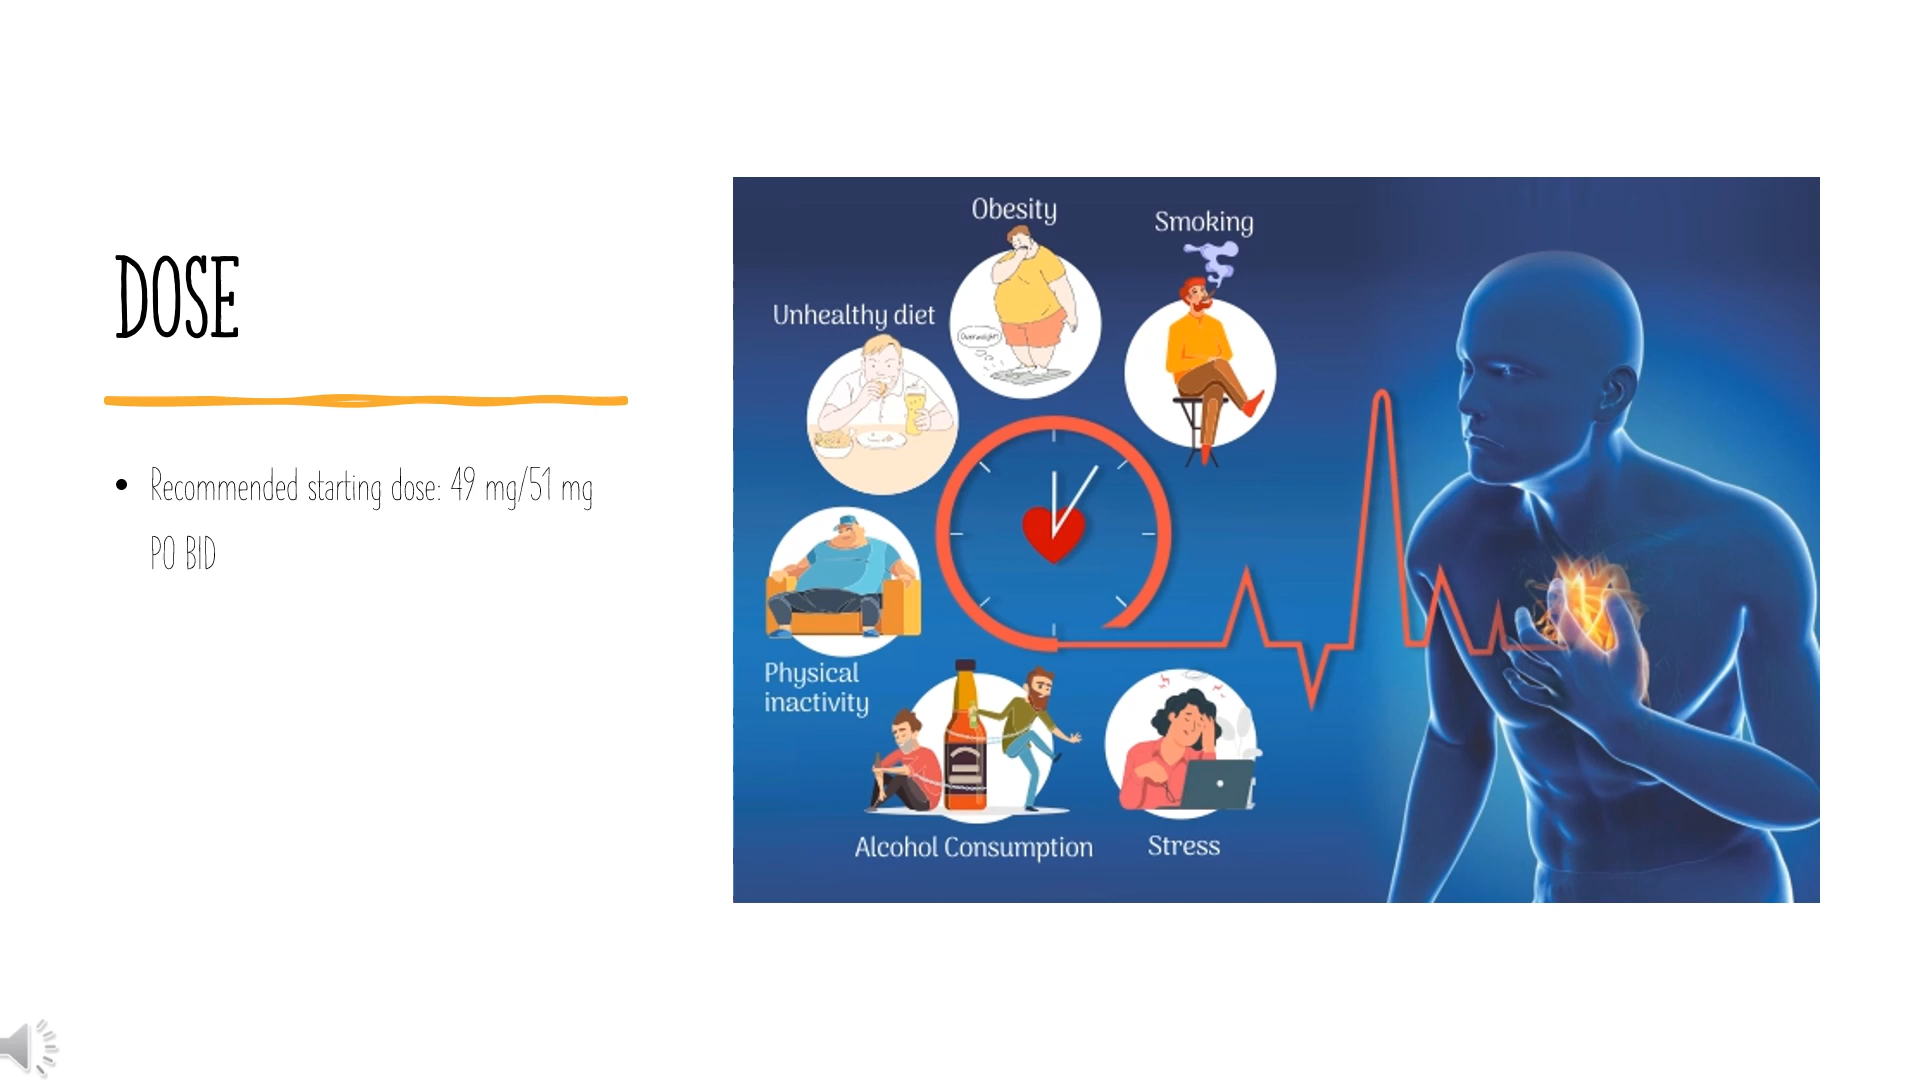 DOSE
• Recommended starting dose: 49 mg/51 mg
PO BID
Obesity
Smoking
Unhealthy diet
Overweight!
Physical
inactivity
Alcohol Consumption
Stress